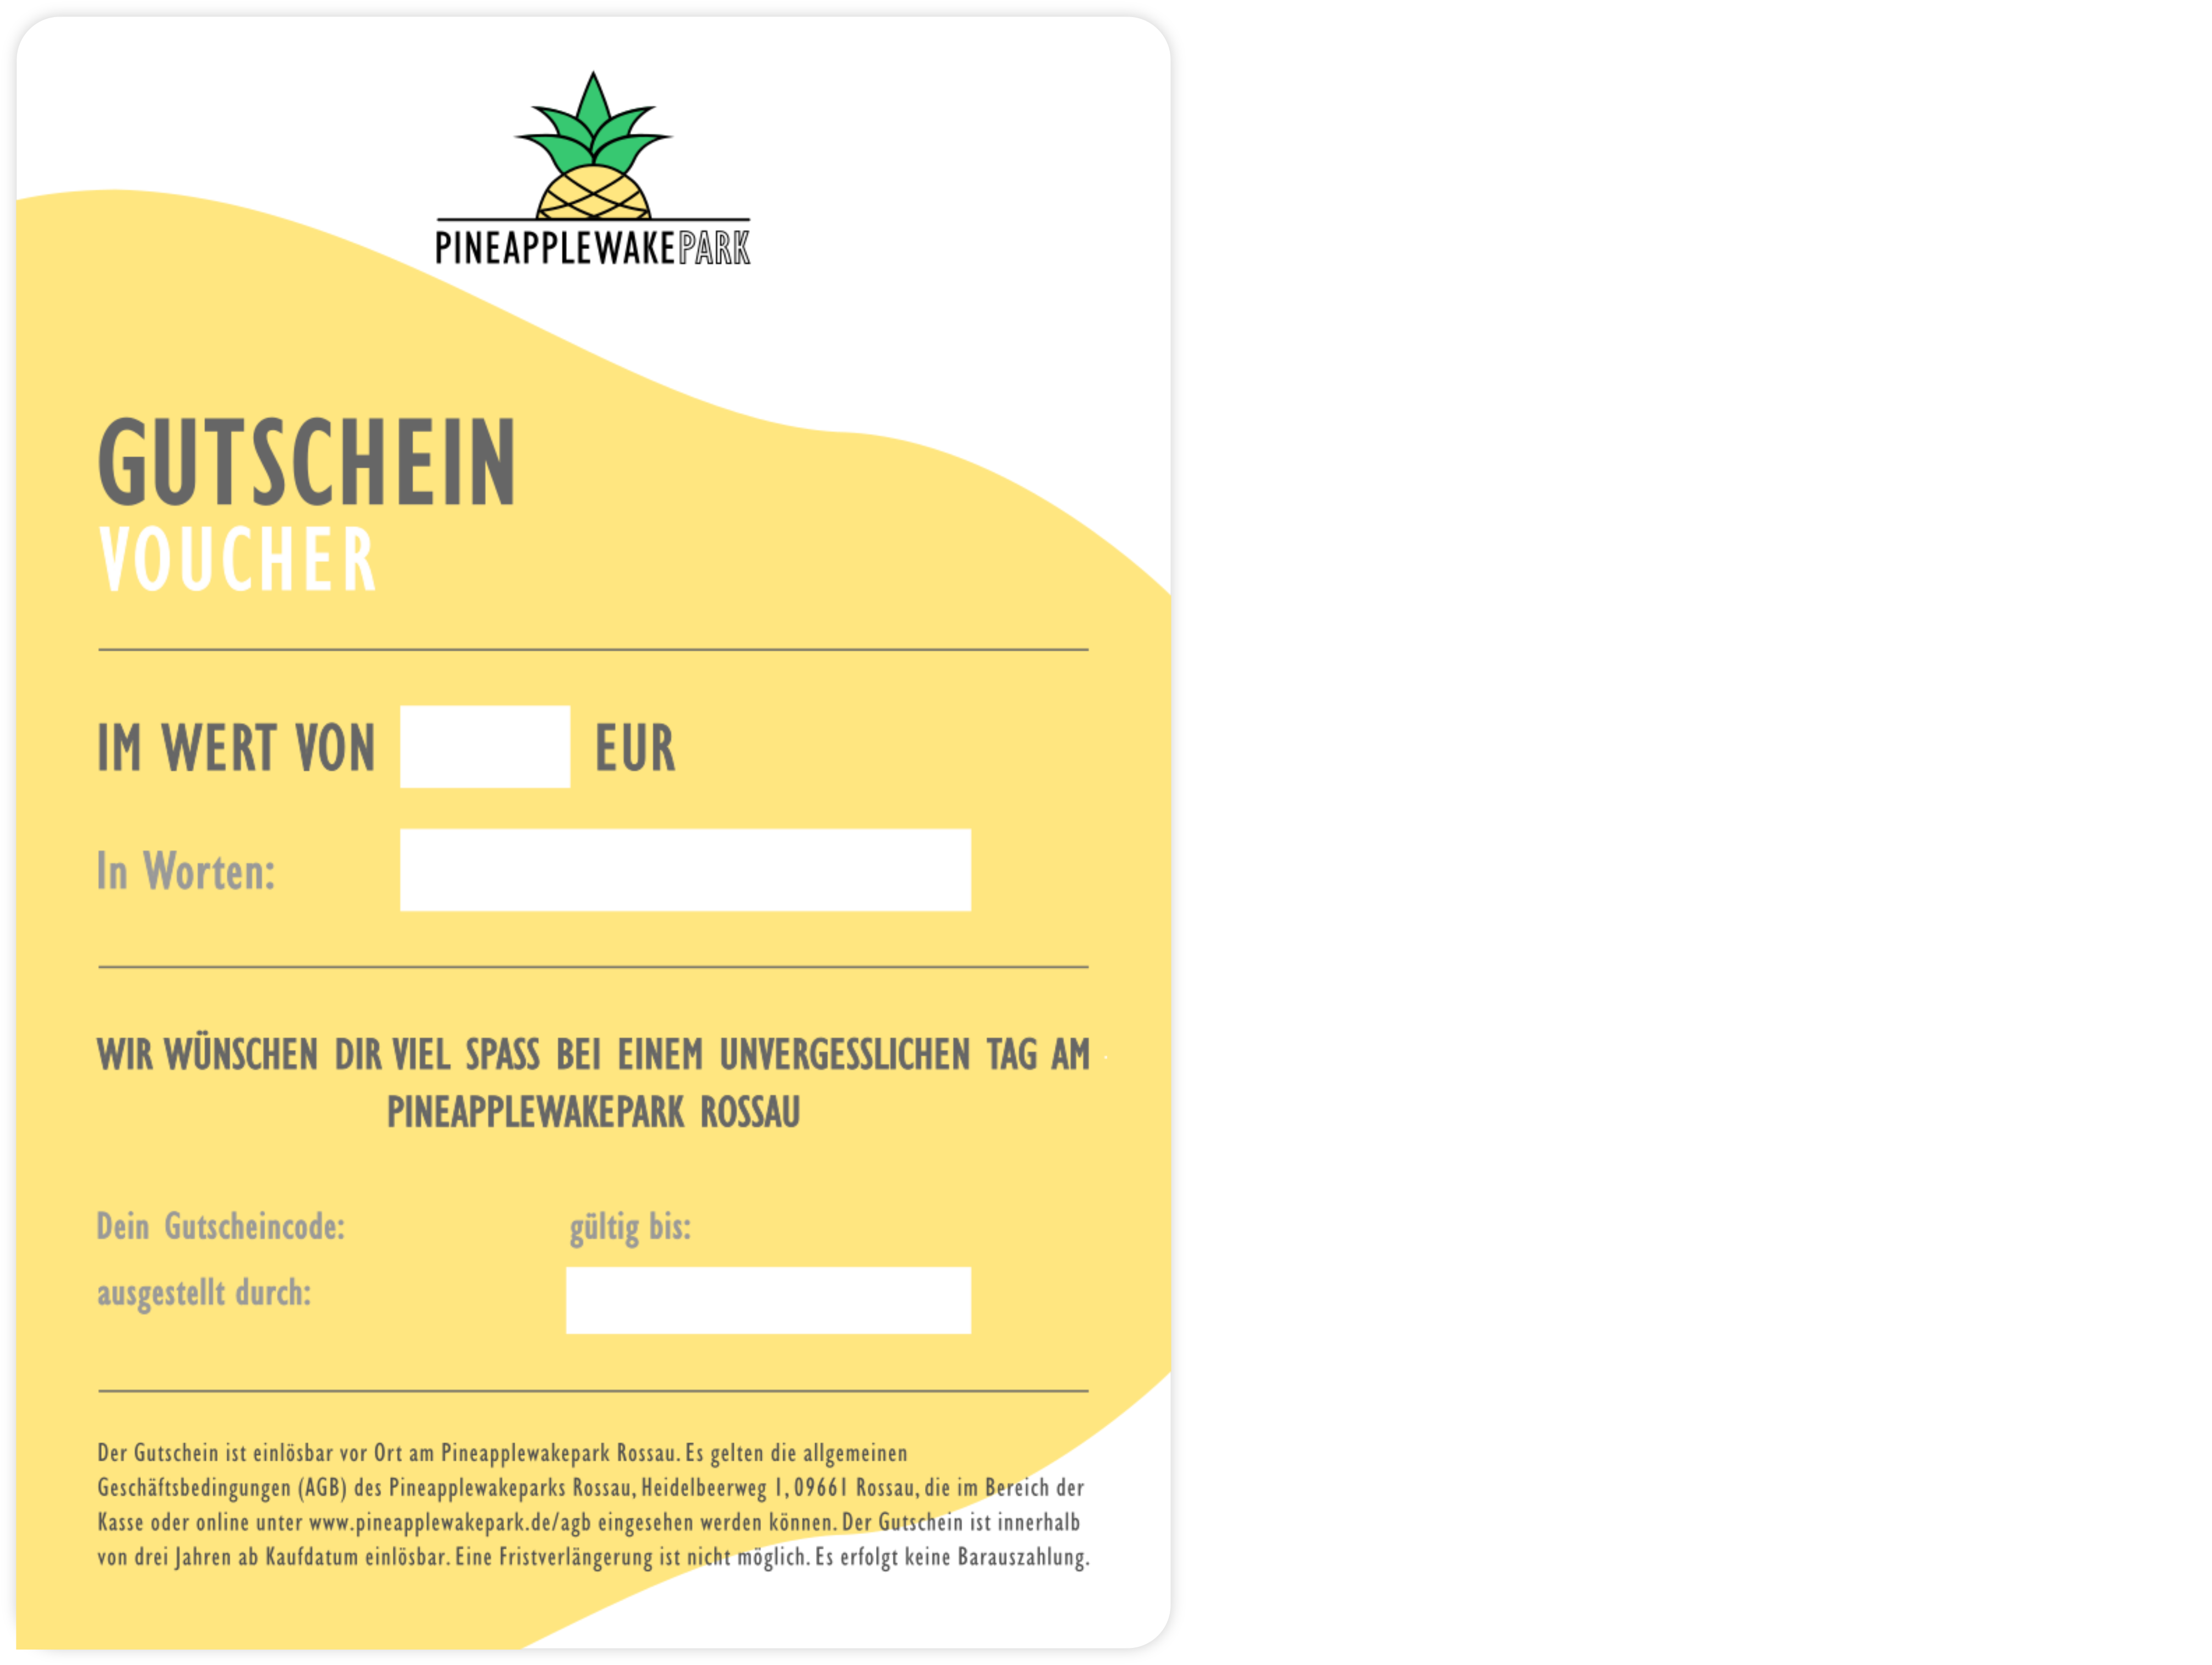 PINEAPPLEWAKEPARK
GUTSCHEIN
VOUCHER
IM WERT VON EUR
In Worten:
WIR WÜNSCHEN DIR VIEL SPASS BEI EINEM UNVERGESSLICHEN TAG AM
PINEAPPLEWAKEPARK ROSSAU
Dein Gutscheincode: gültig bis:
ausgestellt durch:
Der Gutschein ist einlösbar vor Ort am Pineapplewakepark Rossau. Es gelten die allgemeinen
Geschäftsbedingungen (AGB) des Pineapplewakeparks Rossau, Heidelbeerweg 1, 09661 Rossau, die im Bereich der
Kasse oder online unter www.pineapplewakepark.de/agb eingesehen werden können. Der Gutschein ist innerhalb
von drei Jahren ab Kaufdatum einlösbar. Eine Fristverlängerung ist nicht möglich. Es erfolgt keine Barauszahlung.